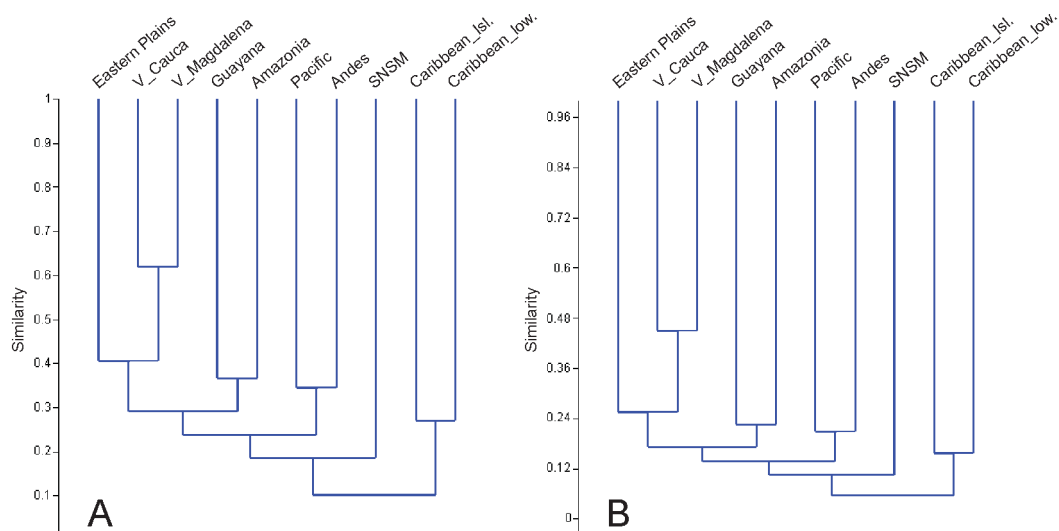 Eastern Plains
V_Cauca
V_Magdalena
Guayana
Amazonia
Pacific
Andes
SNSM
Caribbean_Isl.
Caribbean_low.
1
0.9
0.8
0.7
0.6
0.5
0.4
0.3
0.2
0.1
Similarity
A
Eastern Plains
V_Cauca
V_Magdalena
Guayana
Amazonia
Pacific
Andes
SNSM
Caribbean_Isl.
Caribbean_low.
0.96
0.84
0.72
0.6
0.48
0.36
0.24
0.12
0
Similarity
B